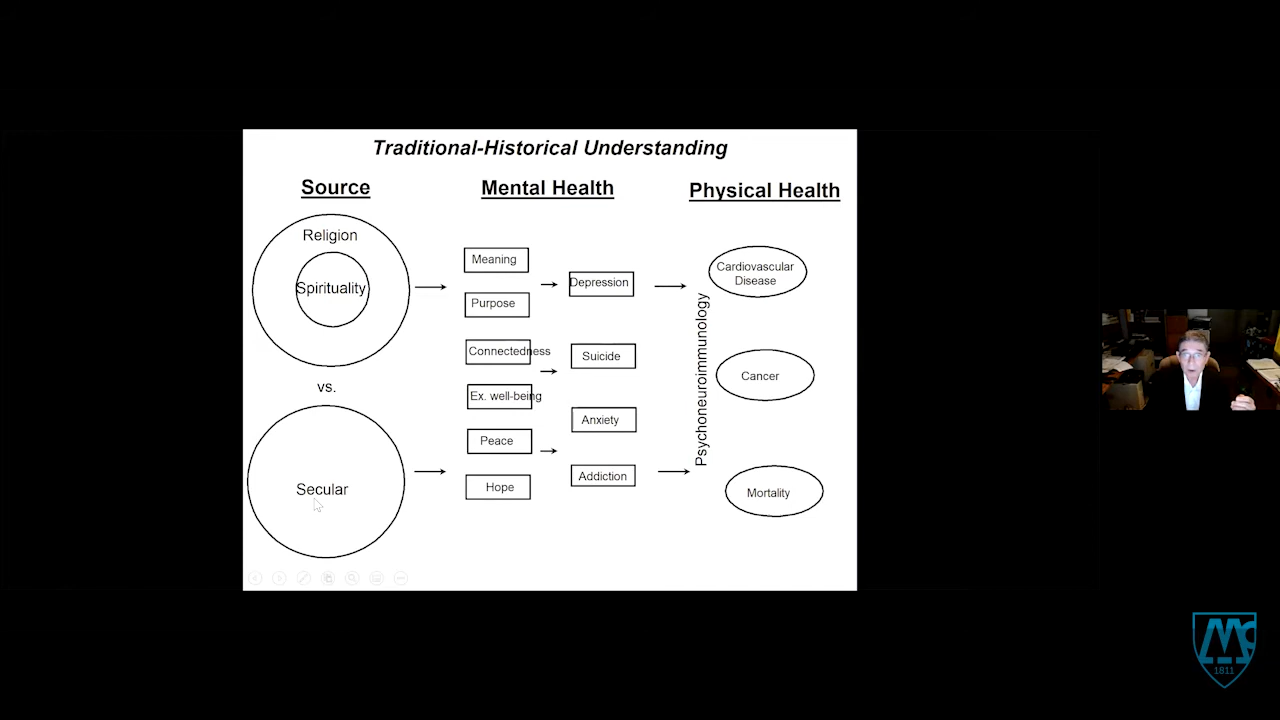 Traditional-Historical Understanding
Source
Mental Health
Physical Health
Religion
Spirituality
vs.
Secular
Meaning
Purpose
Connectedness
Ex. well-being
Peace
Hope
Depression
Suicide
Anxiety
Addiction
Psychoneuroimmunology
Cardiovascular
Disease
Cancer
Mortality
1811